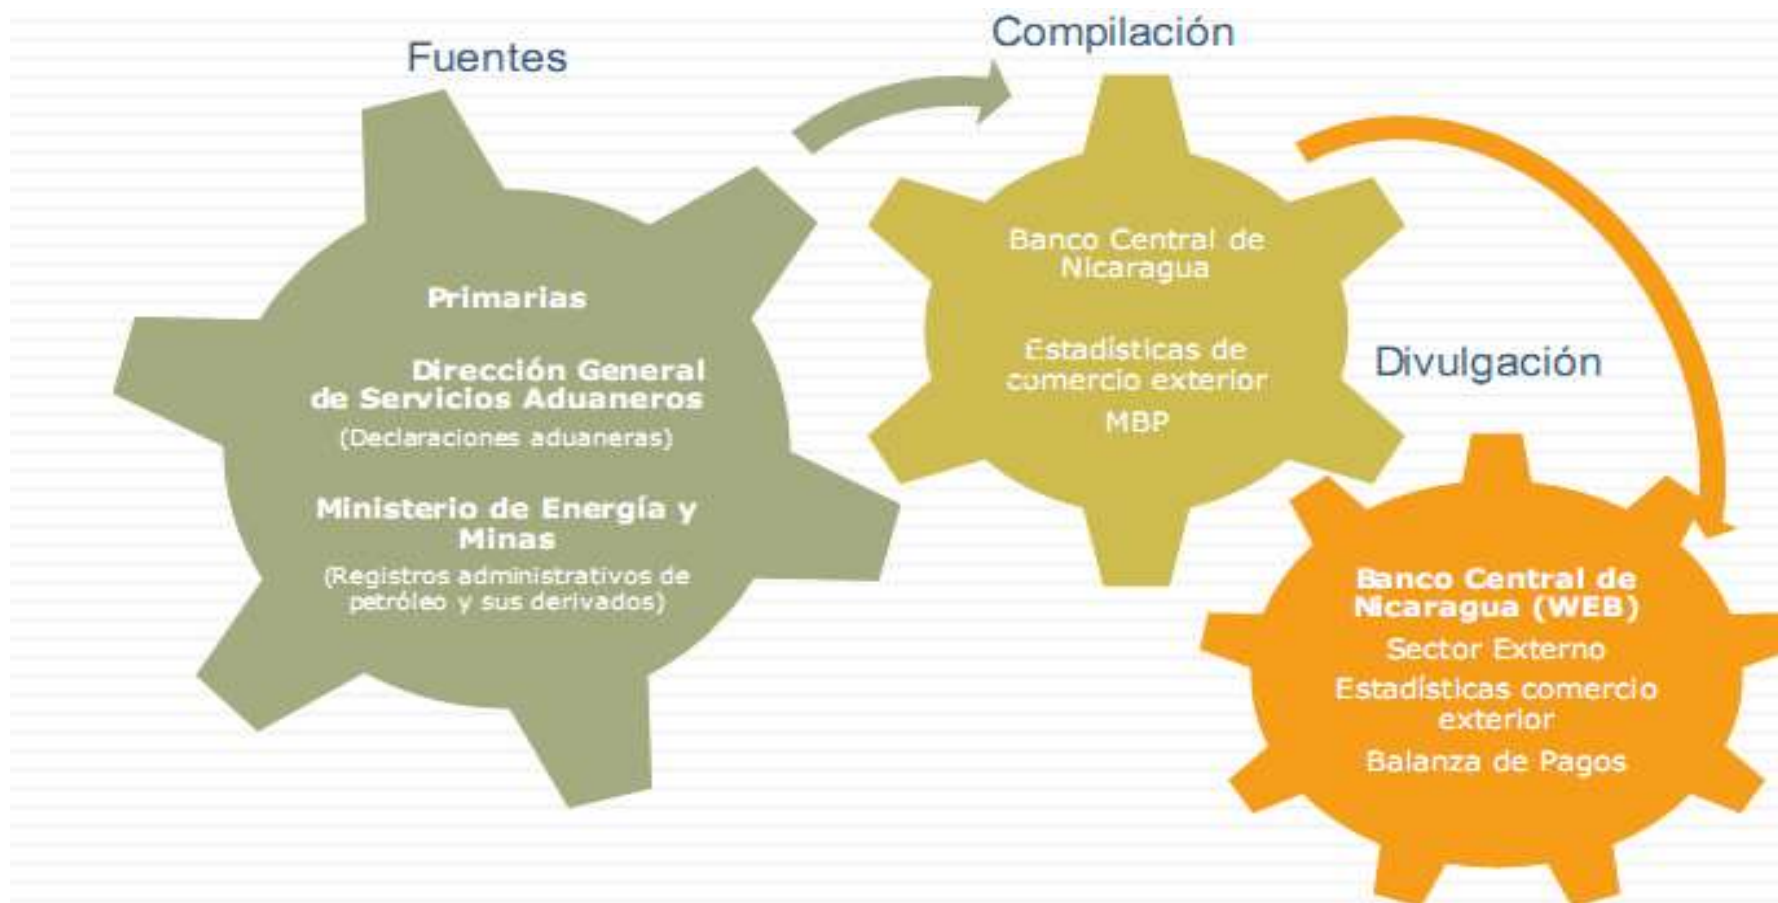 Fuentes
Primarias
Dirección General
de Servicios Aduaneros
(Declaraciones aduaneras)
Ministerio de Energía y
Minas
(Registros administrativos de
petróleo y sus derivados)
Compilación
Banco Central de
Nicaragua
Estadísticas de
comercio exterior
MBP
Divulgación
Banco Central de
Nicaragua (WEB)
Sector Externo
Estadísticas comercio
exterior
Balanza de Pagos